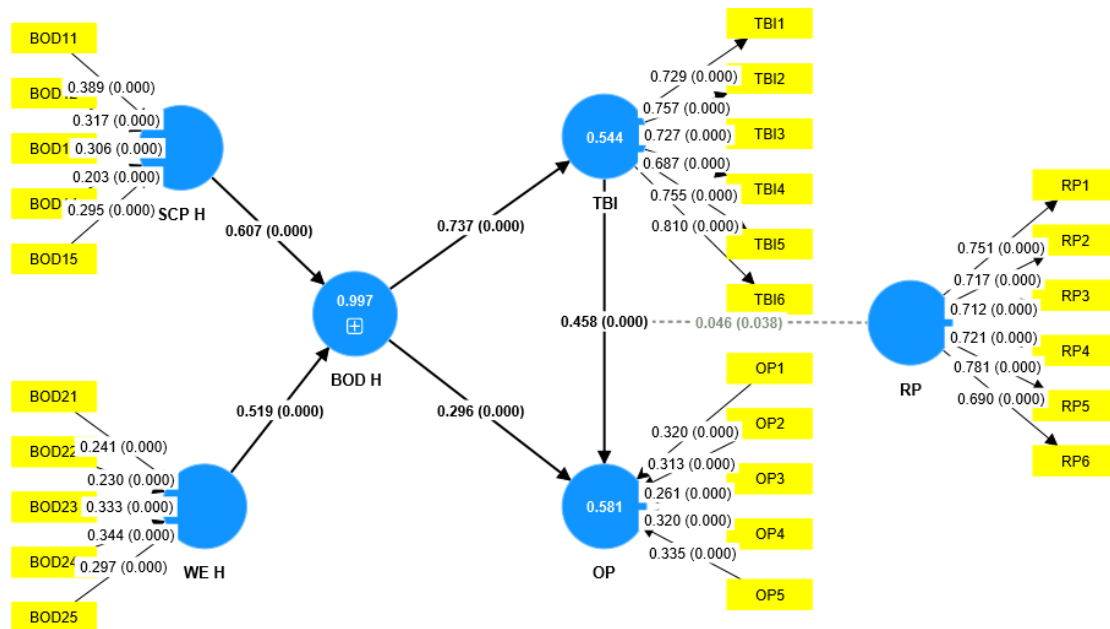 BOD11
0.389 (0.000)
0.317 (0.000)
0.306 (0.000)
0.203 (0.000)
0.295 (0.000)
BOD15
SCP H
0.607 (0.000)
BOD21
BOD22
BOD23
BOD24
BOD25
0.241 (0.000)
0.230 (0.000)
0.333 (0.000)
0.344 (0.000)
0.297 (0.000)
WE H
0.519 (0.000)
0.997
BOD H
0.737 (0.000)
0.296 (0.000)
0.544
TBI
0.458 (0.000)
0.729 (0.000)
0.757 (0.000)
0.727 (0.000)
0.687 (0.000)
0.755 (0.000)
0.810 (0.000)
TBI1
TBI2
TBI3
TBI4
TBI5
TBI6
0.046 (0.038)
0.581
OP
0.320 (0.000)
0.313 (0.000)
0.261 (0.000)
0.320 (0.000)
0.335 (0.000)
OP1
OP2
OP3
OP4
OP5
RP
0.751 (0.000)
0.717 (0.000)
0.712 (0.000)
0.721 (0.000)
0.781 (0.000)
0.690 (0.000)
RP1
RP2
RP3
RP4
RP5
RP6